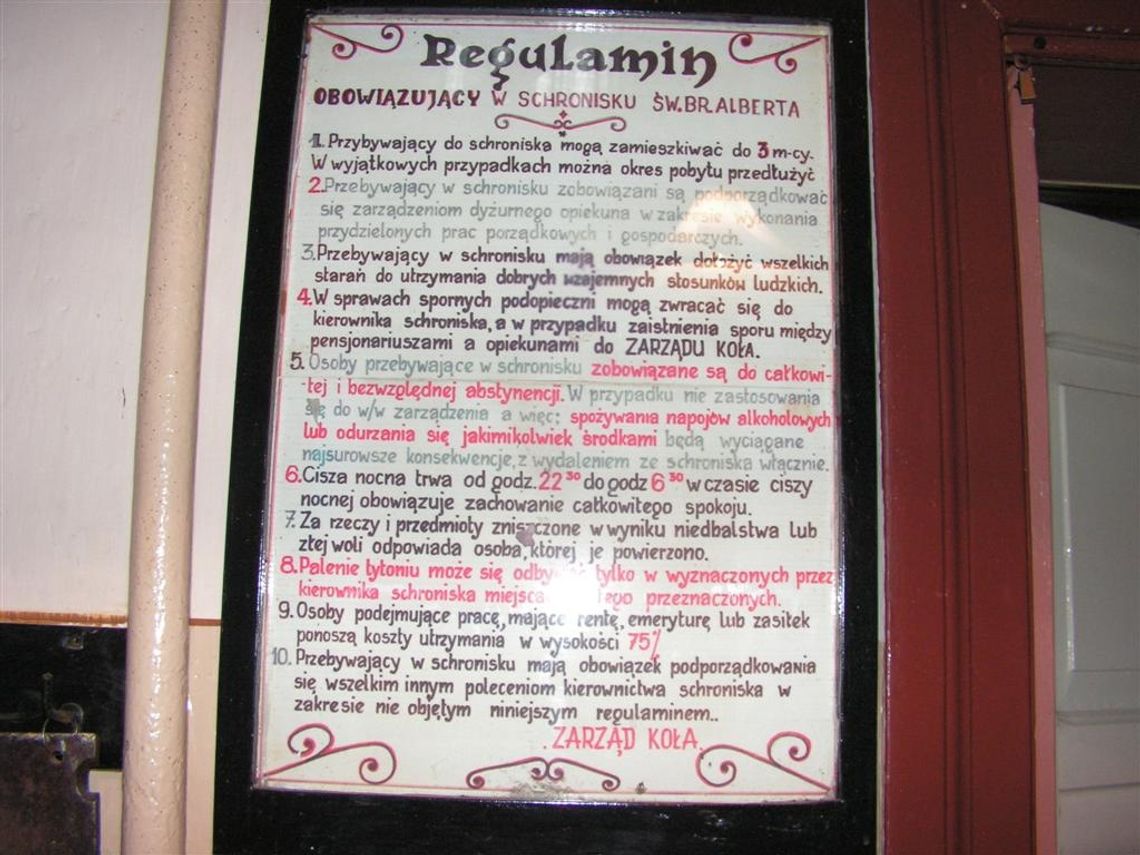 Regulamin
OBOWIĄZUJĄCY W SCHRONISKU ŚW.BR.ALBERTA
1. Przybywający do schroniska mogą zamieszkiwać do 3 m-cy.
W wyjątkowych przypadkach można okres pobytu przedłużyć
2. Przebywający w schronisku zobowiązani są podporządkować
się zarządzeniom dyżurnego opiekuna w zakresie wykonania
przydzielonych prac porządkowych i gospodarczych.
3. Przebywający w schronisku mają obowiązek dołożyć wszelkich
starań do utrzymania dobrych wzajemnych stosunków ludzkich.
4. W sprawach spornych podopieczni mogą zwracać się do
kierownika schroniska, a w przypadku zaistnienia sporu między
pensjonariuszami a opiekunami do ZARZĄDU KOŁA.
5. Osoby przebywające w schronisku zobowiązane są do całkowi-
-tej i bezwzględnej abstynencji. W przypadku nie zastosowania
się do w/w zarządzenia a więc: spożywania napojów alkoholowych
lub odurzania się jakimikolwiek środkami będą wyciągane
najsurowsze konsekwencje, z wydaleniem ze schroniska włącznie.
6. Cisza nocna trwa od godz. 22 30 do godz 6 30 w czasie ciszy
nocnej obowiązuje zachowanie całkowitego spokoju.
7. Za rzeczy i przedmioty zniszczone w wyniku niedbalstwa lub
złej woli odpowiada osoba, której je powierzono.
8. Palenie tytoniu może się tylko w wyznaczonych przez
kierownika schroniska przeznaczonych.
9. Osoby podejmujące pracę, mające rentę, emeryturę lub zasiłek
ponoszą koszty utrzymania w wysokości 75%
10. Przebywający w schronisku mają obowiązek podporządkowania
się wszelkim innym poleceniom kierownictwa schroniska w
zakresie nie objętym niniejszym regulaminem..
ZARZĄD KOŁA.